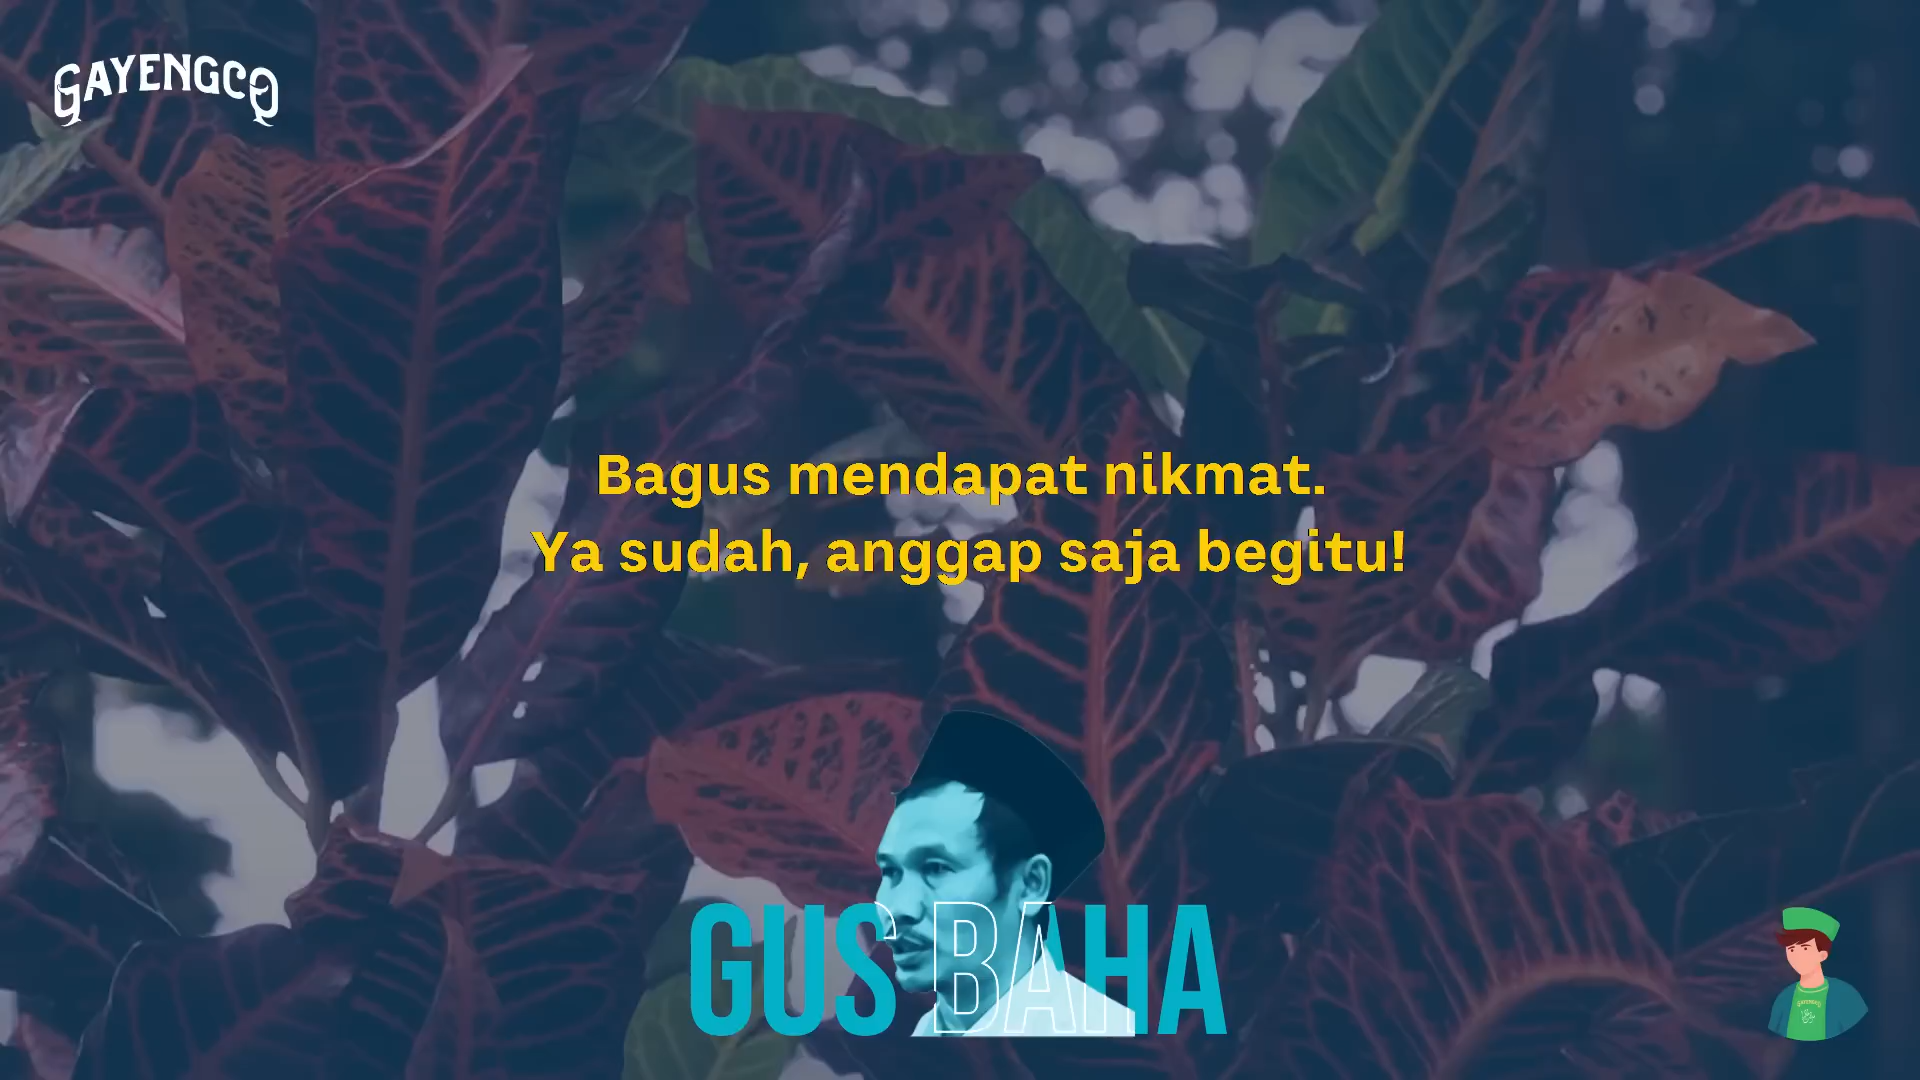 GAYENGCO
Bagus mendapat nikmat.
Ya sudah, anggap saja begitu!
GUS BAHA